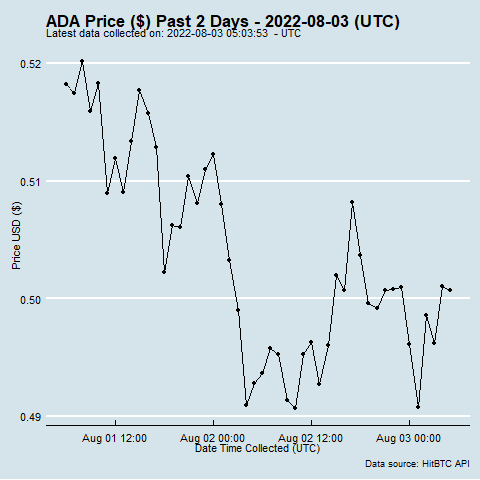 ADA Price ($) Past 2 Days - 2022-08-03 (UTC)
Latest data collected on: 2022-08-03 05:03:53 - UTC
0.52
0.51
0.50
0.49
Price USD ($)
Aug 01 12:00 Aug 02 00:00 Aug 02 12:00 Aug 03 00:00
Date Time Collected (UTC)
Data source: HitBTC API